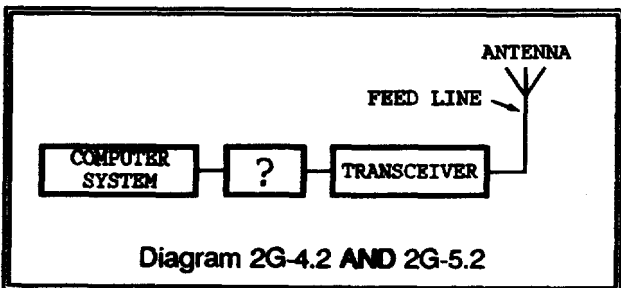 ANTENNA
FEED LINE
COMPUTER
SYSTEM
?
TRANSCEIVER
Diagram 2G-4.2 AND 2G-5.2